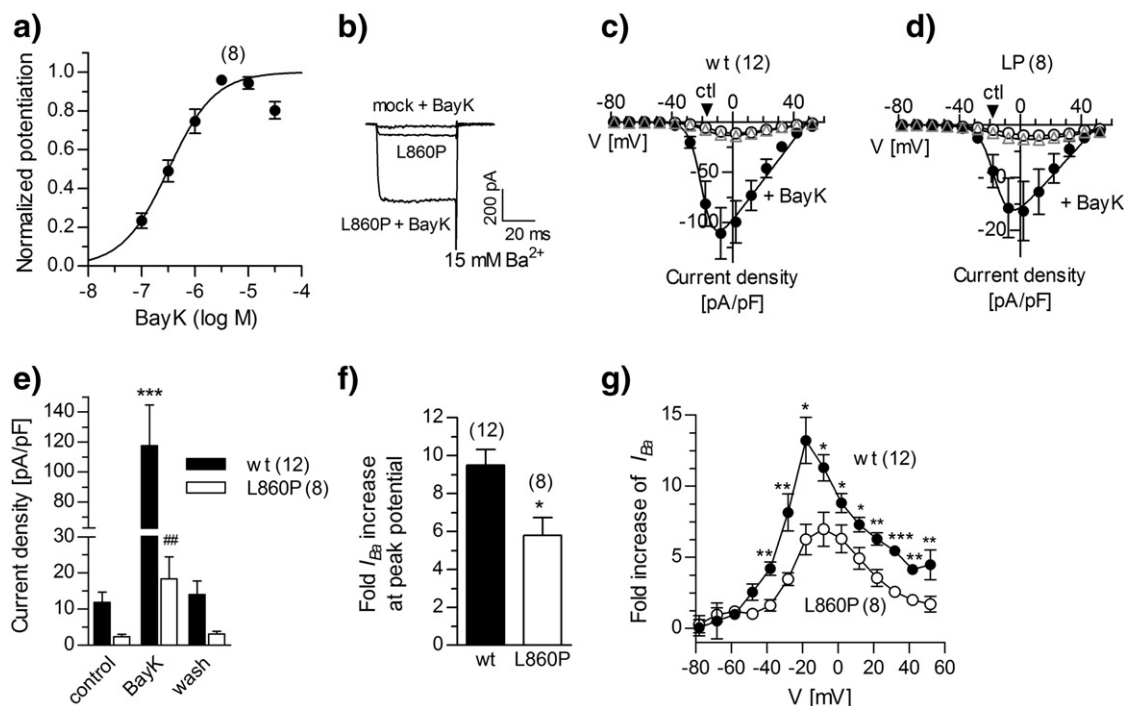 a)
(8)
Normalized potentiation
1.0
0.8
0.6
0.4
0.2
0.0
-8 -7 -6 -5 -4
BayK (log M)
b)
mock + BayK
L860P
L860P + BayK
200 pA
20 ms
15 mM Ba²⁺
c)
wt (12)
ctl
-80 -40 0 40
V [mV]
-50
-100
+ BayK
Current density
[pA/pF]
d)
LP (8)
ctl
-80 -40 0 40
V [mV]
-10
-20
+ BayK
Current density
[pA/pF]
e)
Current density [pA/pF]
140
120
100
80
60
30
20
10
0
***
##
wt (12)
L860P (8)
control BayK wash
f)
Fold I_Ba increase
at peak potential
12
10
8
6
4
2
0
(12)
(8)
*
wt L860P
g)
Fold increase of I_Ba
15
10
5
0
** ** * * * * ** *** ** **
wt (12)
L860P (8)
-80 -60 -40 -20 0 20 40 60
V [mV]